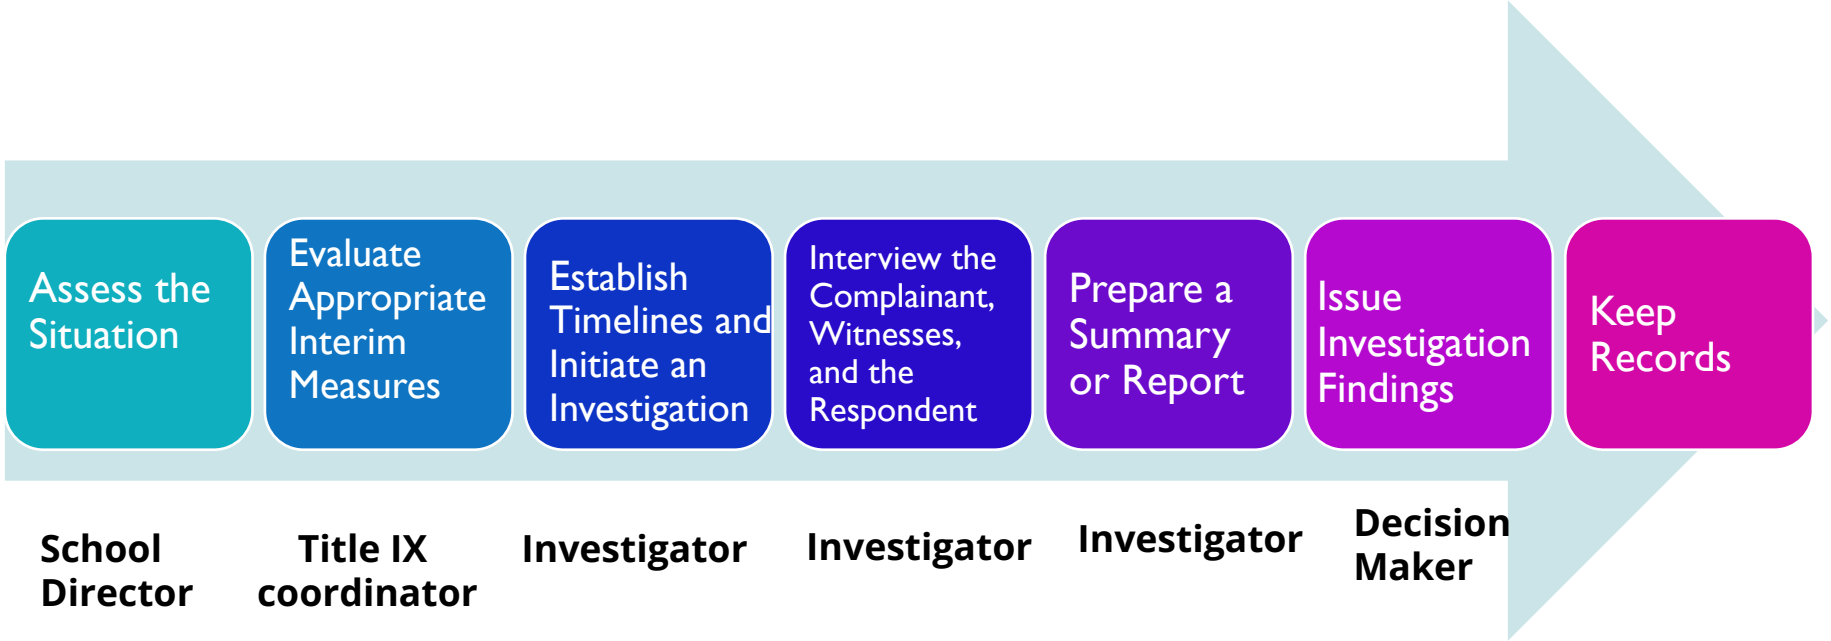 Assess the
Situation
Evaluate
Appropriate
Interim
Measures
Establish
Timelines and
Initiate an
Investigation
Interview the
Complainant,
Witnesses,
and the
Respondent
Prepare a
Summary
or Report
Issue
Investigation
Findings
Keep
Records
School
Director
Title IX
coordinator
Investigator
Investigator
Investigator
Decision
Maker